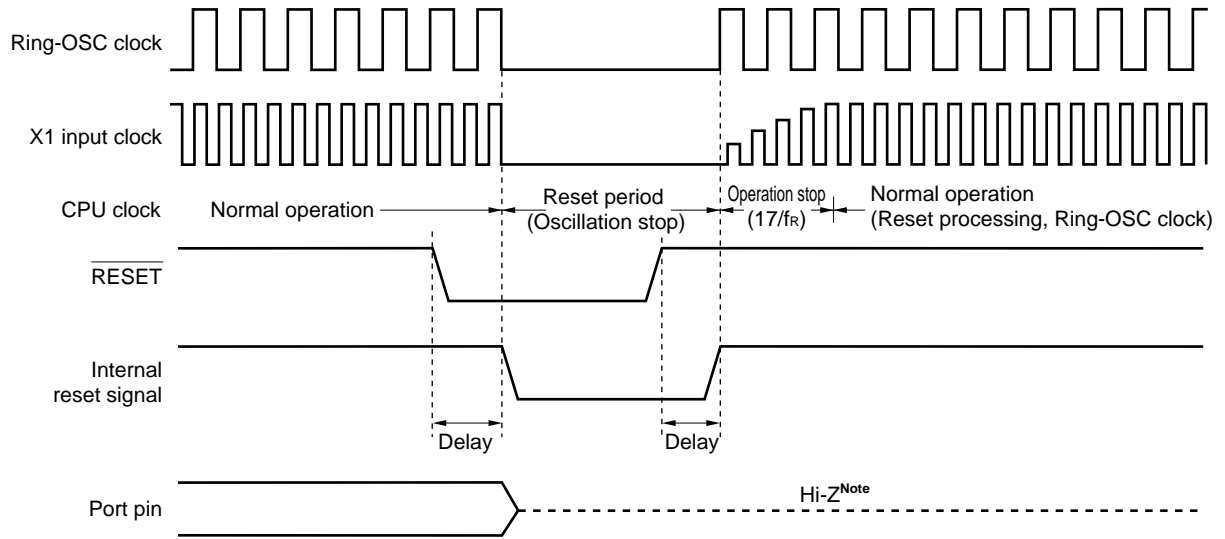 Ring-OSC clock
X1 input clock
CPU clock
Normal operation
Reset period
(Oscillation stop)
Operation stop
(17/fR)
Normal operation
(Reset processing, Ring-OSC clock)
RESET
Internal
reset signal
Delay
Delay
Port pin
Hi-ZNote